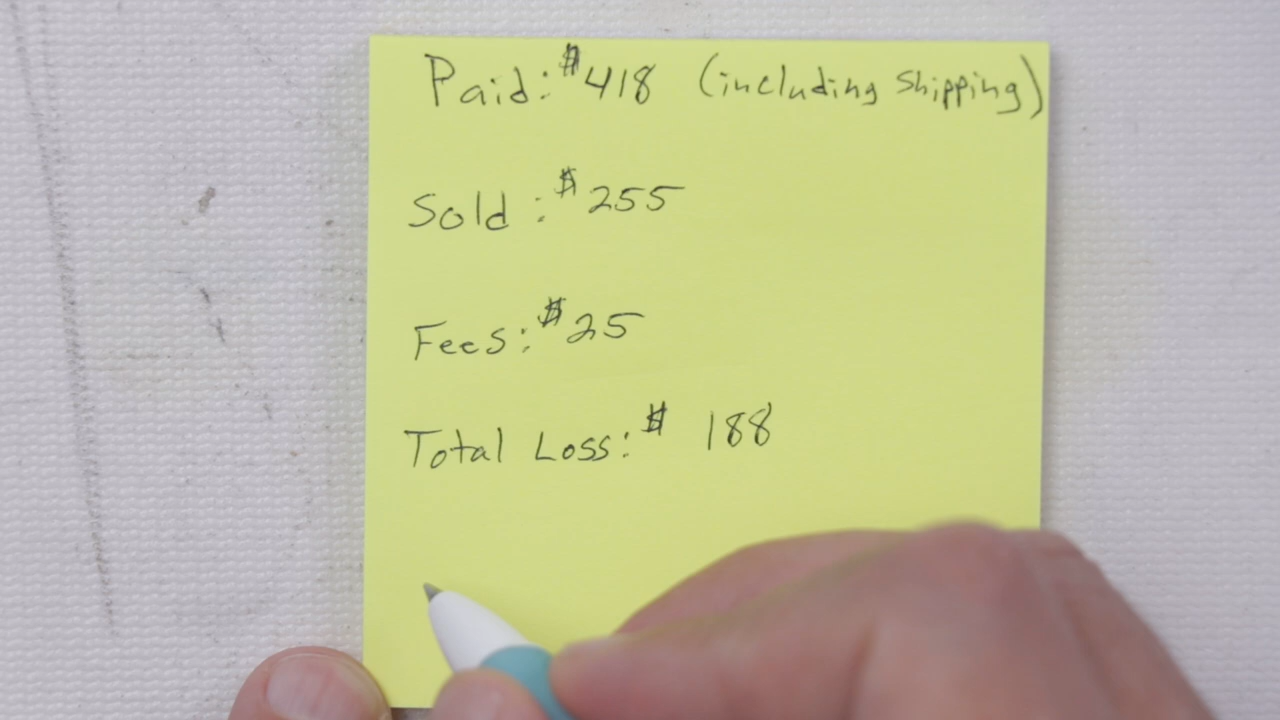 Paid: $418 (including shipping)
Sold: $255
Fees: $25
Total Loss: $ 188